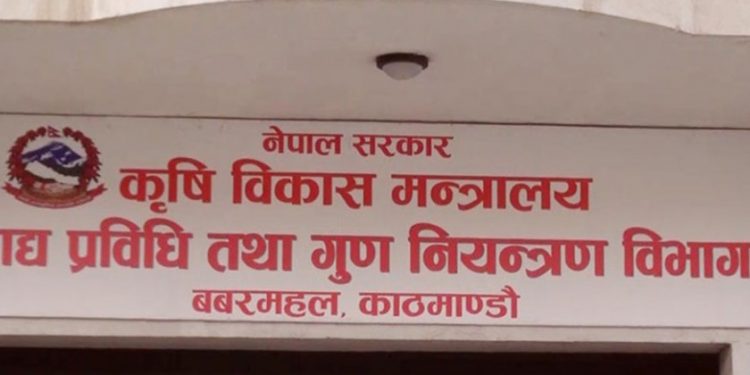 नेपाल सरकार
कृषि विकास मन्त्रालय
ाद्य प्रविधि तथा गुण नियन्त्रण विभाग
बबरमहल, काठमाण्डौ